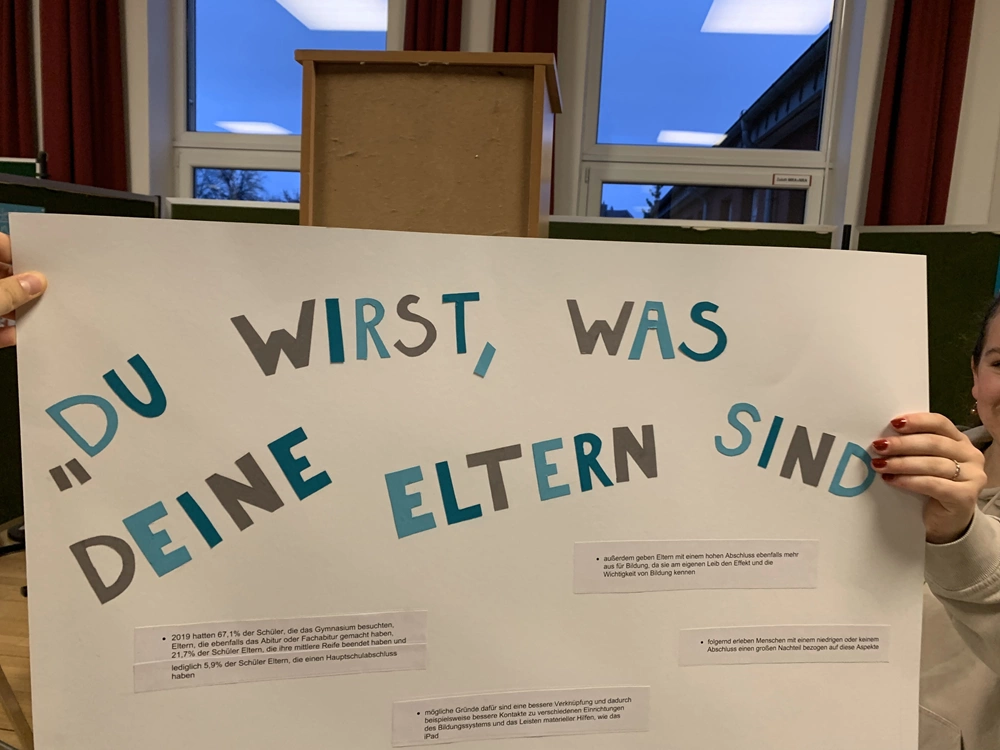 „DU WIRST, WAS
DEINE ELTERN SIND
• außerdem geben Eltern mit einem hohen Abschluss ebenfalls mehr
aus für Bildung, da sie am eigenen Leib den Effekt und die
Wichtigkeit von Bildung kennen
• 2019 hatten 67,1% der Schüler, die das Gymnasium besuchten,
Eltern, die ebenfalls das Abitur oder Fachabitur gemacht haben,
21,7% der Schüler Eltern, die ihre mittlere Reife beendet haben und
lediglich 5,9% der Schüler Eltern, die einen Hauptschulabschluss
haben
• folgernd erleben Menschen mit einem niedrigen oder keinem
Abschluss einen großen Nachteil bezogen auf diese Aspekte
• mögliche Gründe dafür sind eine bessere Verknüpfung und dadurch
beispielsweise bessere Kontakte zu verschiedenen Einrichtungen
des Bildungssystems und das Leisten materieller Hilfen, wie das
iPad